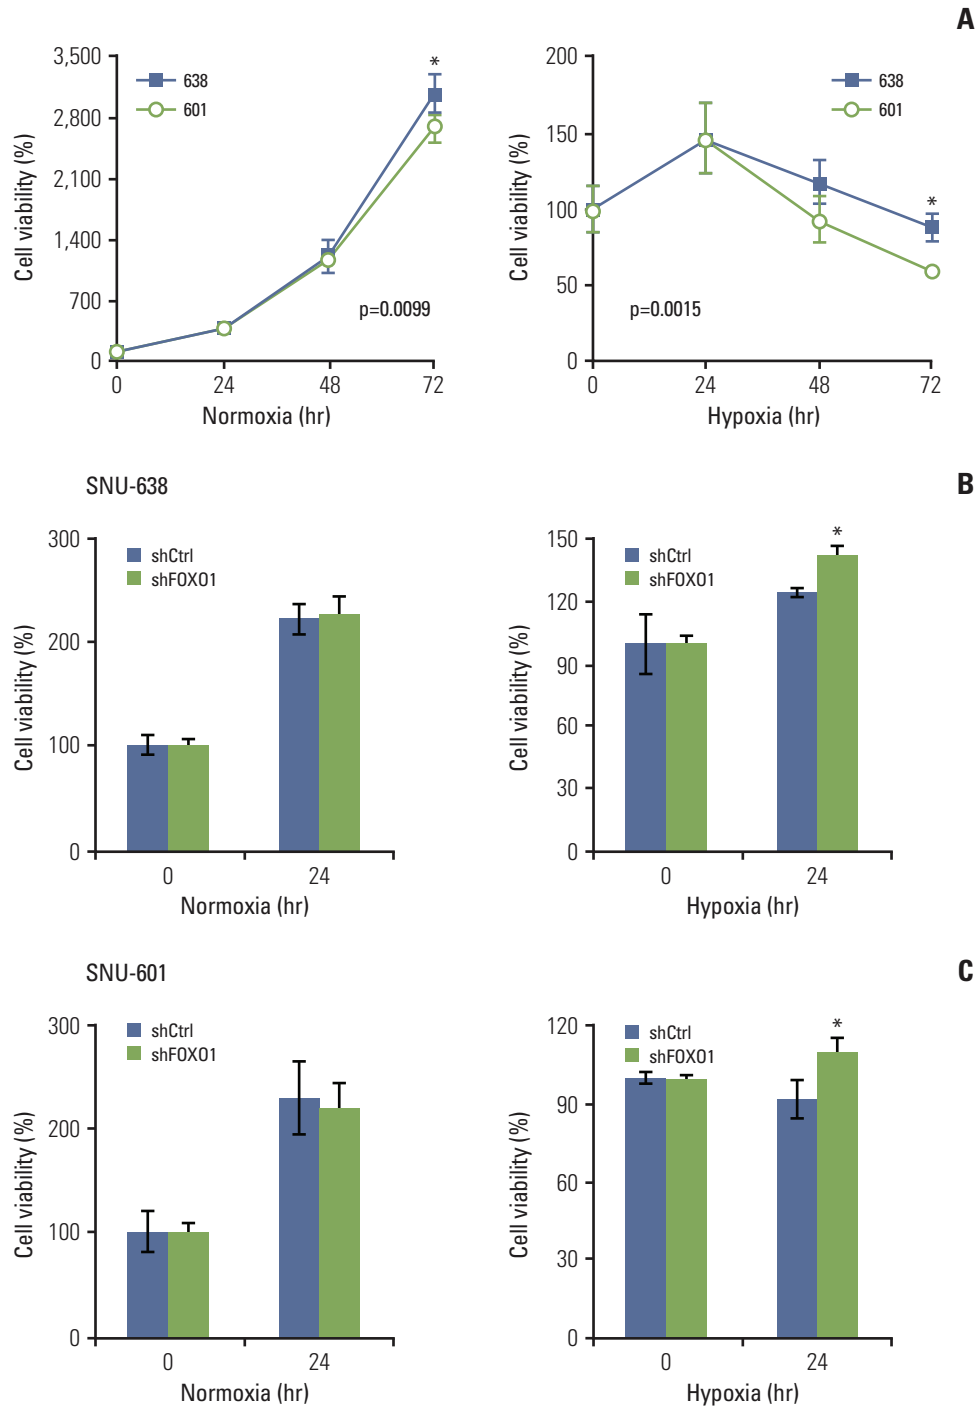 A
3,500
2,800
2,100
1,400
700
0
Cell viability (%)
638
601
*
p=0.0099
0 24 48 72
Normoxia (hr)
200
150
100
50
0
Cell viability (%)
638
601
*
p=0.0015
0 24 48 72
Hypoxia (hr)
SNU-638
B
300
200
100
0
Cell viability (%)
shCtrl
shFOXO1
0 24
Normoxia (hr)
150
120
90
60
30
0
Cell viability (%)
shCtrl
shFOXO1
*
0 24
Hypoxia (hr)
SNU-601
C
300
200
100
0
Cell viability (%)
shCtrl
shFOXO1
0 24
Normoxia (hr)
120
90
60
30
0
Cell viability (%)
shCtrl
shFOXO1
*
0 24
Hypoxia (hr)